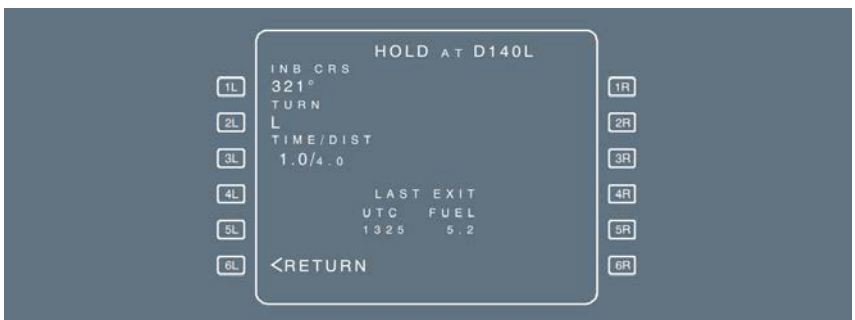 HOLD AT D140L
INB CRS
1L 321° 1R
TURN
2L L 2R
TIME/DIST
3L 1.0/4.0 3R
4L LAST EXIT 4R
UTC FUEL
5L 1325 5.2 5R
6L <RETURN 6R